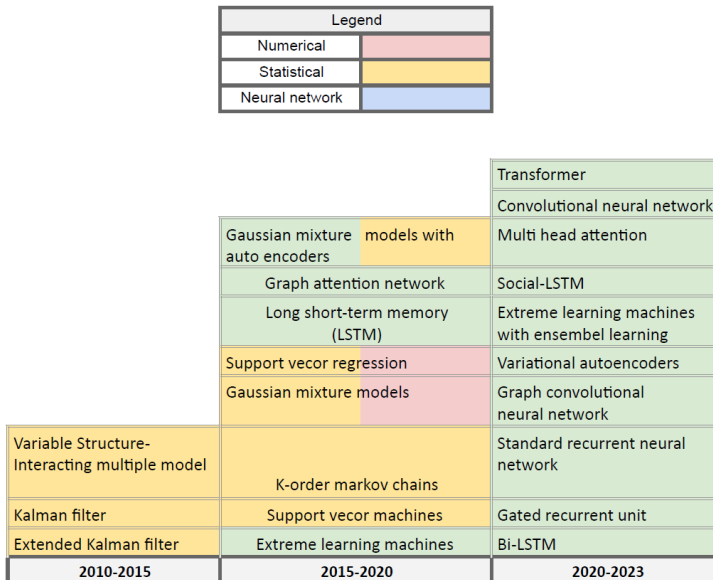 Legend
Numerical
Statistical
Neural network
Transformer
Convolutional neural network
Gaussian mixture models with
auto encoders
Multi head attention
Graph attention network
Social-LSTM
Long short-term memory
(LSTM)
Extreme learning machines
with ensembel learning
Support vecor regression
Variational autoencoders
Gaussian mixture models
Graph convolutional
neural network
Variable Structure-
Interacting multiple model
K-order markov chains
Standard recurrent neural
network
Kalman filter
Support vecor machines
Gated recurrent unit
Extended Kalman filter
Extreme learning machines
Bi-LSTM
2010-2015
2015-2020
2020-2023